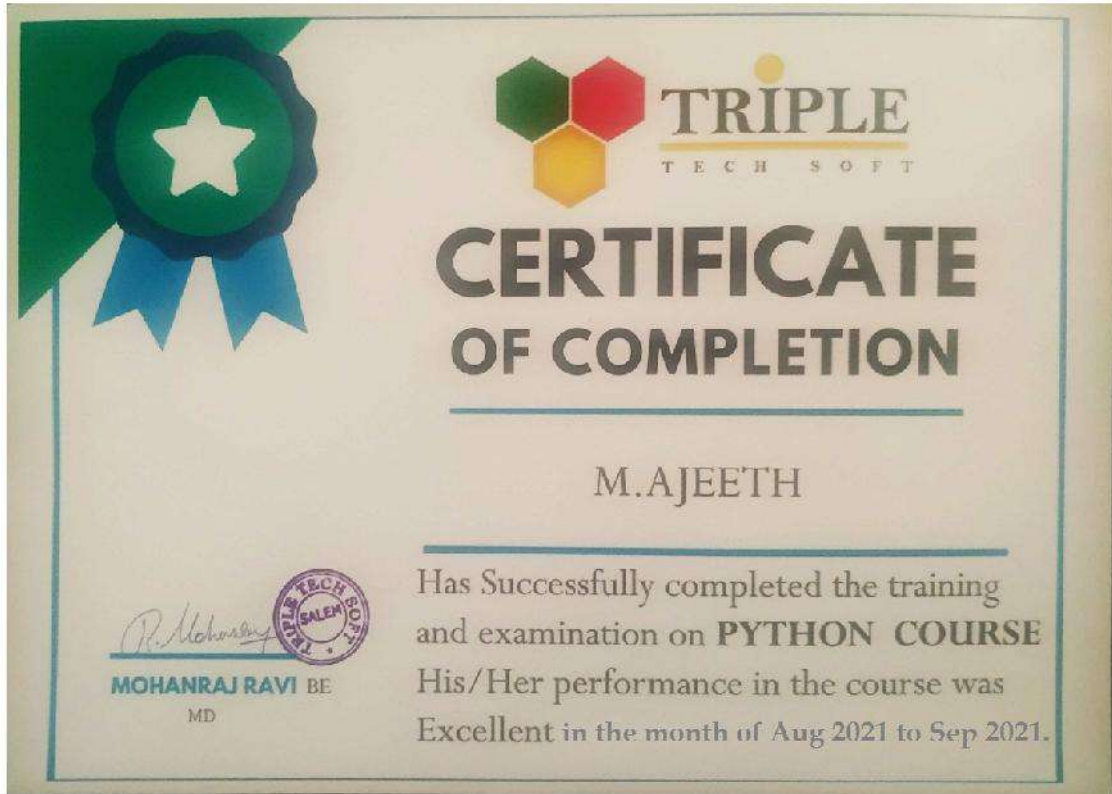 TRIPLE
TECH SOFT
CERTIFICATE
OF COMPLETION
M.AJEETH
Has Successfully completed the training
and examination on PYTHON COURSE
His/Her performance in the course was
Excellent in the month of Aug 2021 to Sep 2021.
TRIPLE TECH SOFT
SALEM
MOHANRAJ RAVI BE
MD